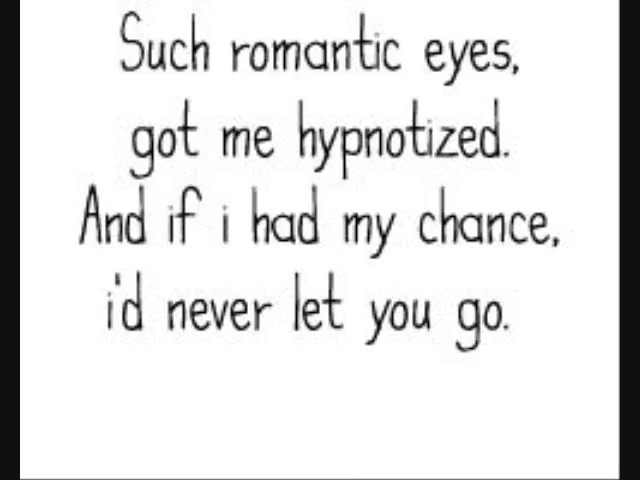 Such romantic eyes,
got me hypnotized.
And if i had my chance,
i'd never let you go.